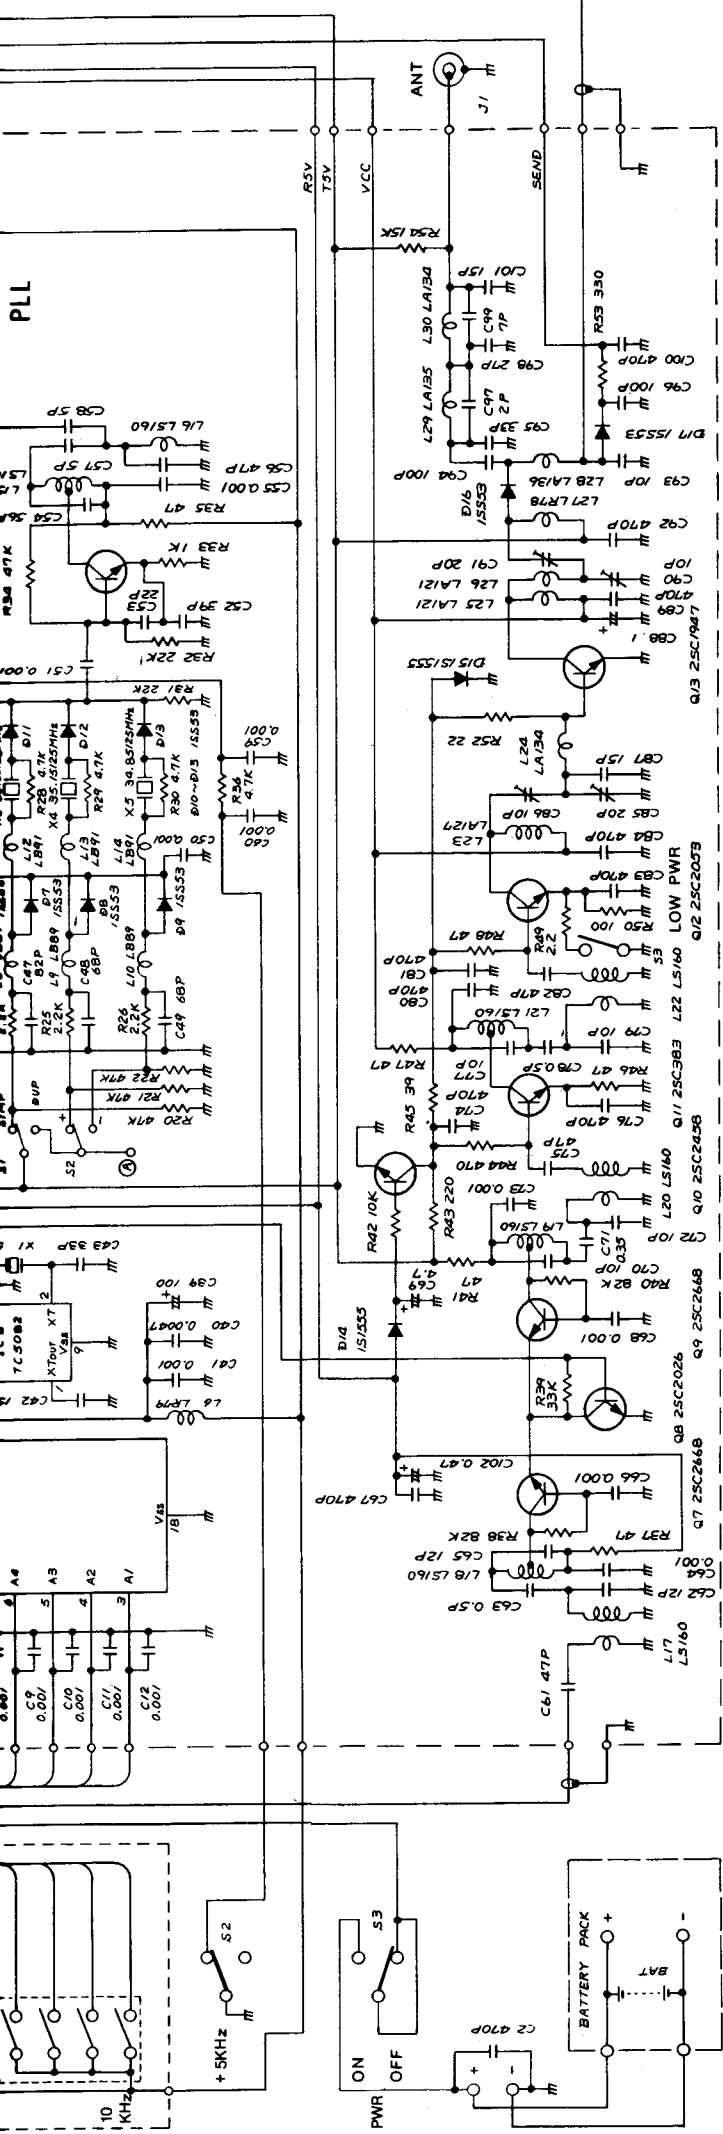 ANT
J1
R5V
T5V
VCC
SEND
PLL
R54 15K
C101 15P
L30 LA134
C99
7P
C98 27P
L29 LA135
C97
2P
C95 33P
C94 100P
R53 330
C100 470P
C96 100P
D17 1SS53
C93 10P
L28 LA136
L27 LR78
C92 470P
D16
1SS53
C91 20P
L26 LA121
L25 LA121
C90
10P
C89
470P
C88 .1
Q13 2SC1947
C58 5P
L16 LS160
C57 5P
C56 47P
C55 0.001
C54
R35 47
R34 47K
R33 1K
C53
22P
C52 39P
R32 22K
C51 0.001
R31 22K
D15 1S1555
R52 22
L24
LA134
C87 15P
C86 10P
C85 20P
L23
LA127
C84 470P
C83 470P
R50
100
LOW PWR
Q12 2SC2053
S3
R49
2.2
R48 47
C81
470P
C80
470P
C82 47P
L21 LS160
L22 LS160
R47 47
C79 10P
C78 0.5P
C77
10P
R46 47
C76 470P
Q11 2SC383
R45 39
C74
470P
C75
47P
R44 470
L20 LS160
Q10 2SC2458
C73 0.001
R43 220
R42 10K
L19 LS160
C72 10P
C71
0.35
C70 10P
R41
47
R40 82K
C69
4.7
D14
1S1555
C68 0.001
Q9 2SC2668
R39
33K
Q8 2SC2026
C102 0.47
C67 470P
C66 0.001
R38 82K
Q7 2SC2668
R37 47
C65 12P
L18 LS160
C64
0.001
C63 0.5P
C62 12P
L17
LS160
C61 47P
D11
D12
D13
R28 4.7K
X4 35.15125MHz
R29 4.7K
X5 34.85125MHz
R30 4.7K
D10~D13 1SS53
C59
0.001
R36
4.7K
C60
0.001
L12
LB91
L13
LB91
L14
LB91
C50 0.001
D7
1SS53
D8
1SS53
D9 1SS53
C47
82P
L9 LB89
C48
68P
L10 LB89
R25
2.2K
R26
2.2K
C49 68P
R22 47K
R21 47K
R20 47K
DUP
+
-
S2
A
X1
C43 33P
TC5082
XT
2
Xtout
1
Vss
9
C39 100
C40
0.0047
C41
0.001
L6
LR79
C42
Vss
18
A4
A3
A2
A1
5
4
3
0.001
C9
0.001
C10
0.001
C11
0.001
C12
0.001
S2
+5KHz
10
KHz
S3
ON
OFF
PWR
C2 470P
+
-
BATTERY PACK
+
-
BAT